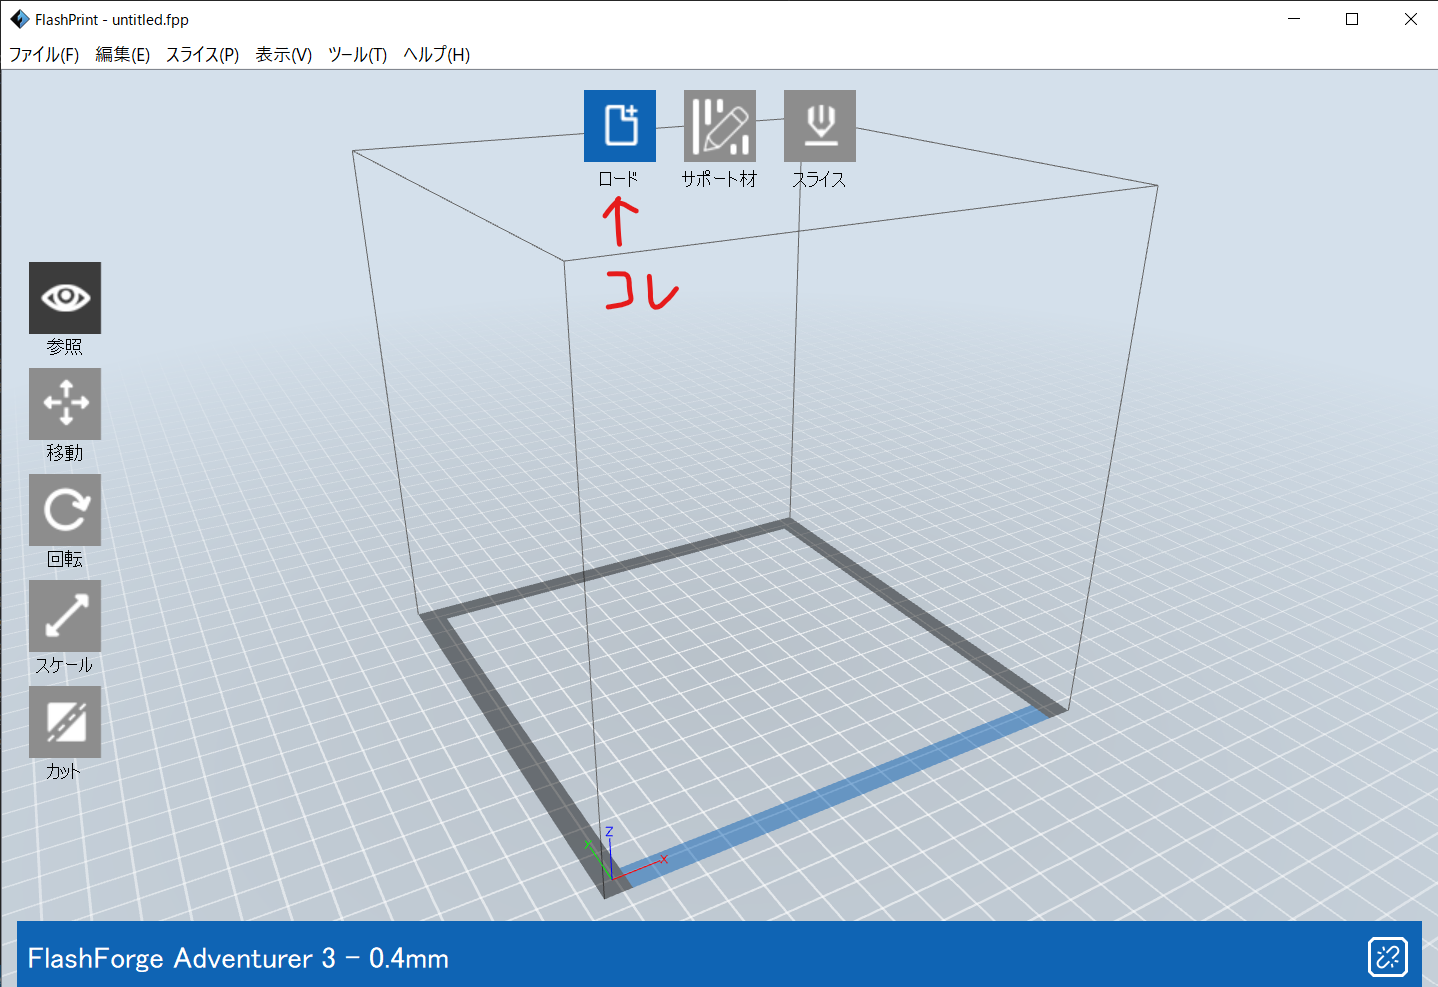 FlashPrint - untitled.fpp
ファイル(F) 編集(E) スライス(P) 表示(V) ツール(T) ヘルプ(H)
ロード サポート材 スライス
コレ
参照
移動
回転
スケール
カット
Z
Y X
FlashForge Adventurer 3 - 0.4mm